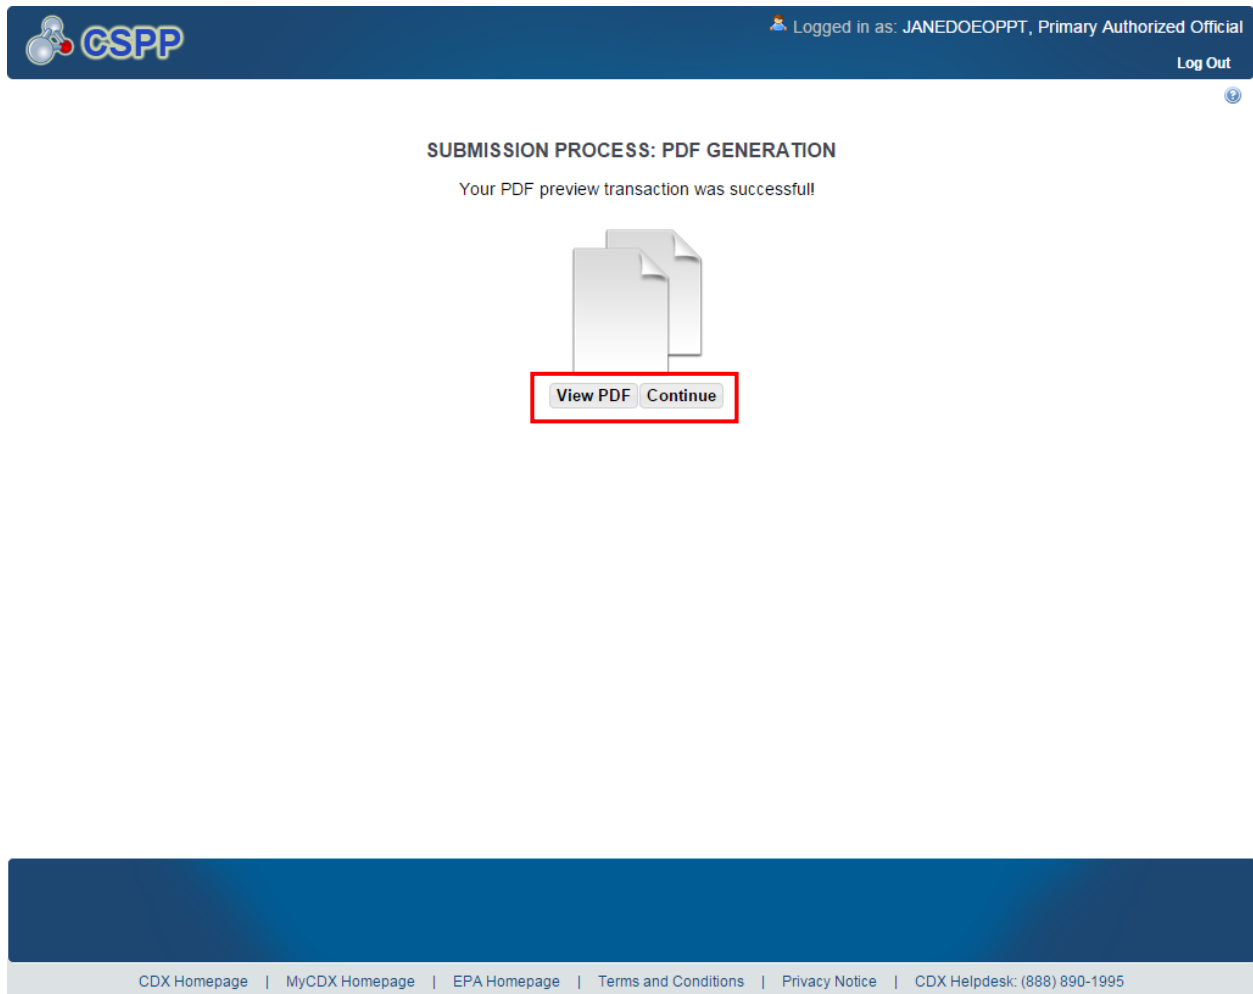 CSPP
Logged in as: JANEDOEOPPT, Primary Authorized Official
Log Out
?
SUBMISSION PROCESS: PDF GENERATION
Your PDF preview transaction was successful!
View PDF Continue
CDX Homepage | MyCDX Homepage | EPA Homepage | Terms and Conditions | Privacy Notice | CDX Helpdesk: (888) 890-1995